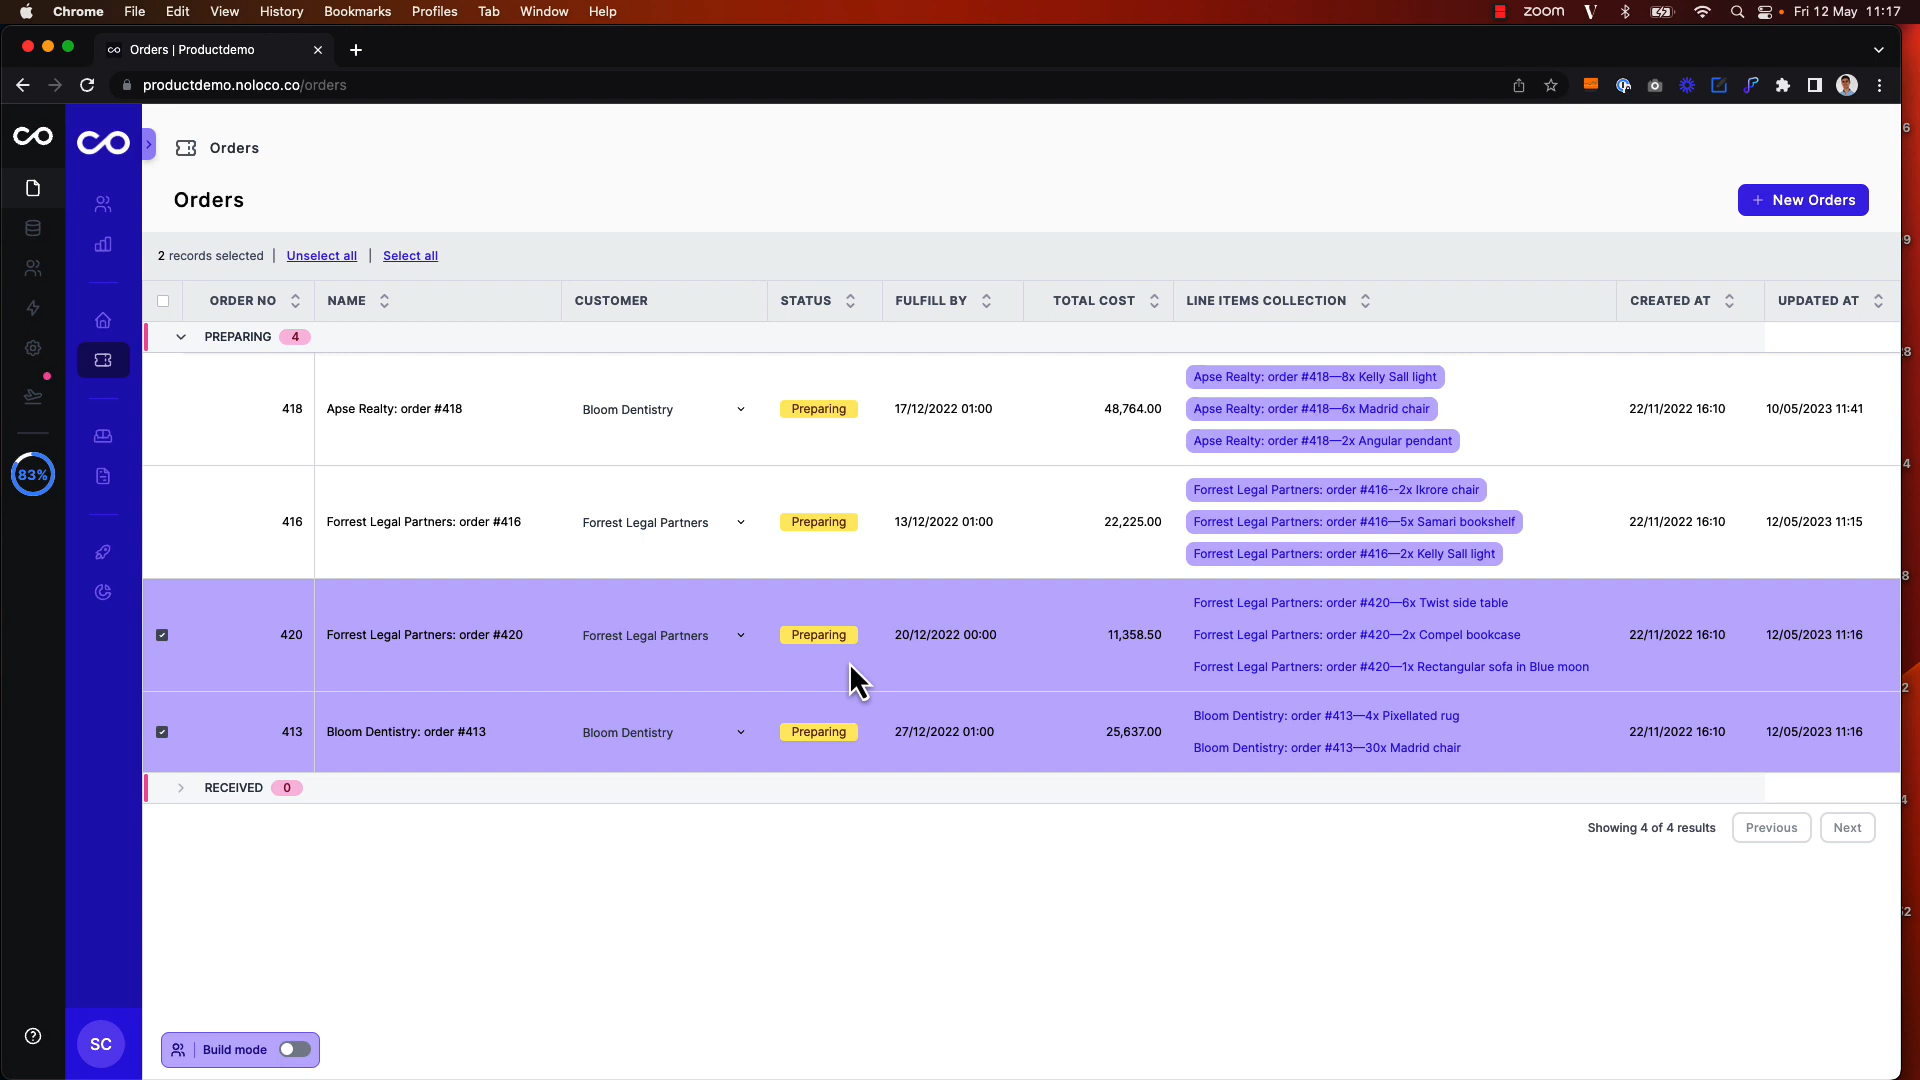 Chrome File Edit View History Bookmarks Profiles Tab Window Help zoom Fri 12 May 11:17
Orders | Productdemo
productdemo.noloco.co/orders
Orders
Orders
+ New Orders
2 records selected | Unselect all | Select all
ORDER NO NAME CUSTOMER STATUS FULFILL BY TOTAL COST LINE ITEMS COLLECTION CREATED AT UPDATED AT
PREPARING 4
Apse Realty: order #418—8x Kelly Sall light
418 Apse Realty: order #418 Bloom Dentistry Preparing 17/12/2022 01:00 48,764.00 Apse Realty: order #418—6x Madrid chair 22/11/2022 16:10 10/05/2023 11:41
Apse Realty: order #418—2x Angular pendant
Forrest Legal Partners: order #416--2x Ikrore chair
416 Forrest Legal Partners: order #416 Forrest Legal Partners Preparing 13/12/2022 01:00 22,225.00 Forrest Legal Partners: order #416—5x Samari bookshelf 22/11/2022 16:10 12/05/2023 11:15
Forrest Legal Partners: order #416—2x Kelly Sall light
83%
Forrest Legal Partners: order #420—6x Twist side table
420 Forrest Legal Partners: order #420 Forrest Legal Partners Preparing 20/12/2022 00:00 11,358.50 Forrest Legal Partners: order #420—2x Compel bookcase 22/11/2022 16:10 12/05/2023 11:16
Forrest Legal Partners: order #420—1x Rectangular sofa in Blue moon
Bloom Dentistry: order #413—4x Pixellated rug
413 Bloom Dentistry: order #413 Bloom Dentistry Preparing 27/12/2022 01:00 25,637.00 22/11/2022 16:10 12/05/2023 11:16
Bloom Dentistry: order #413—30x Madrid chair
RECEIVED 0
Showing 4 of 4 results Previous Next
SC
Build mode